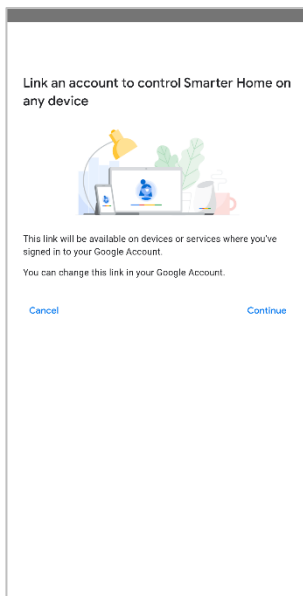 Link an account to control Smarter Home on
any device
This link will be available on devices or services where you've
signed in to your Google Account.
You can change this link in your Google Account.
Cancel
Continue